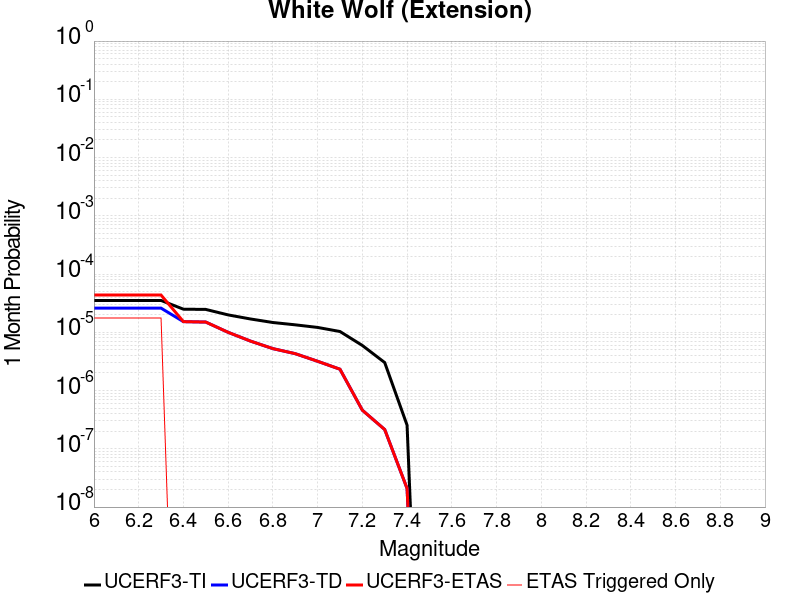 White Wolf (Extension)
10^0
10^-1
10^-2
10^-3
10^-4
10^-5
10^-6
10^-7
10^-8
1 Month Probability
6 6.2 6.4 6.6 6.8 7 7.2 7.4 7.6 7.8 8 8.2 8.4 8.6 8.8 9
Magnitude
UCERF3-TI UCERF3-TD UCERF3-ETAS ETAS Triggered Only